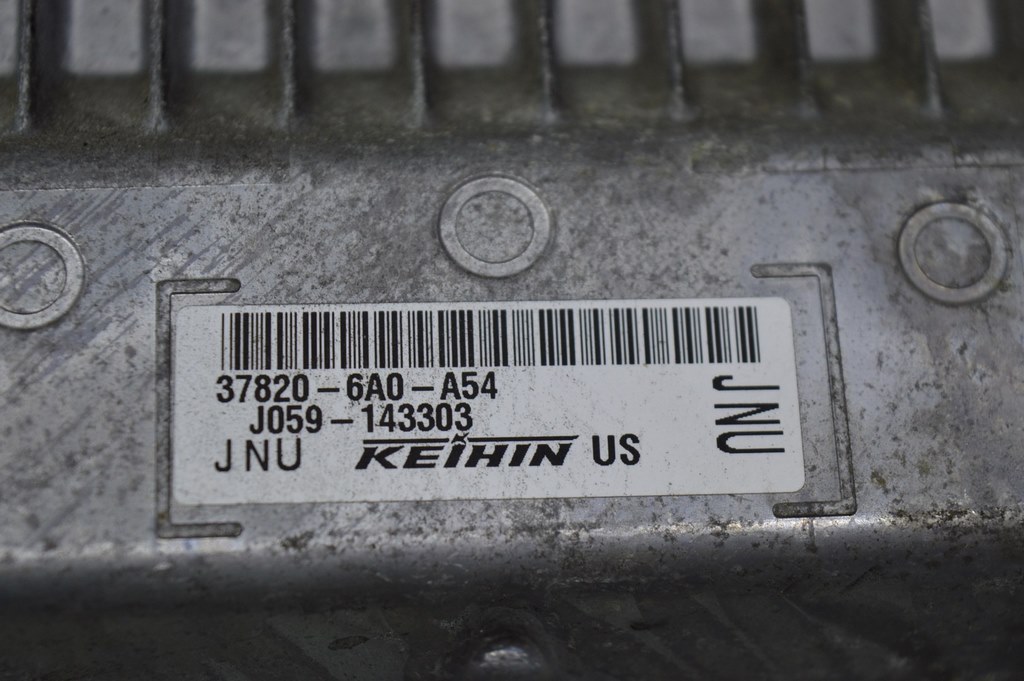 37820-6A0-A54
J059-143303
JNU KEIHIN US
JNU